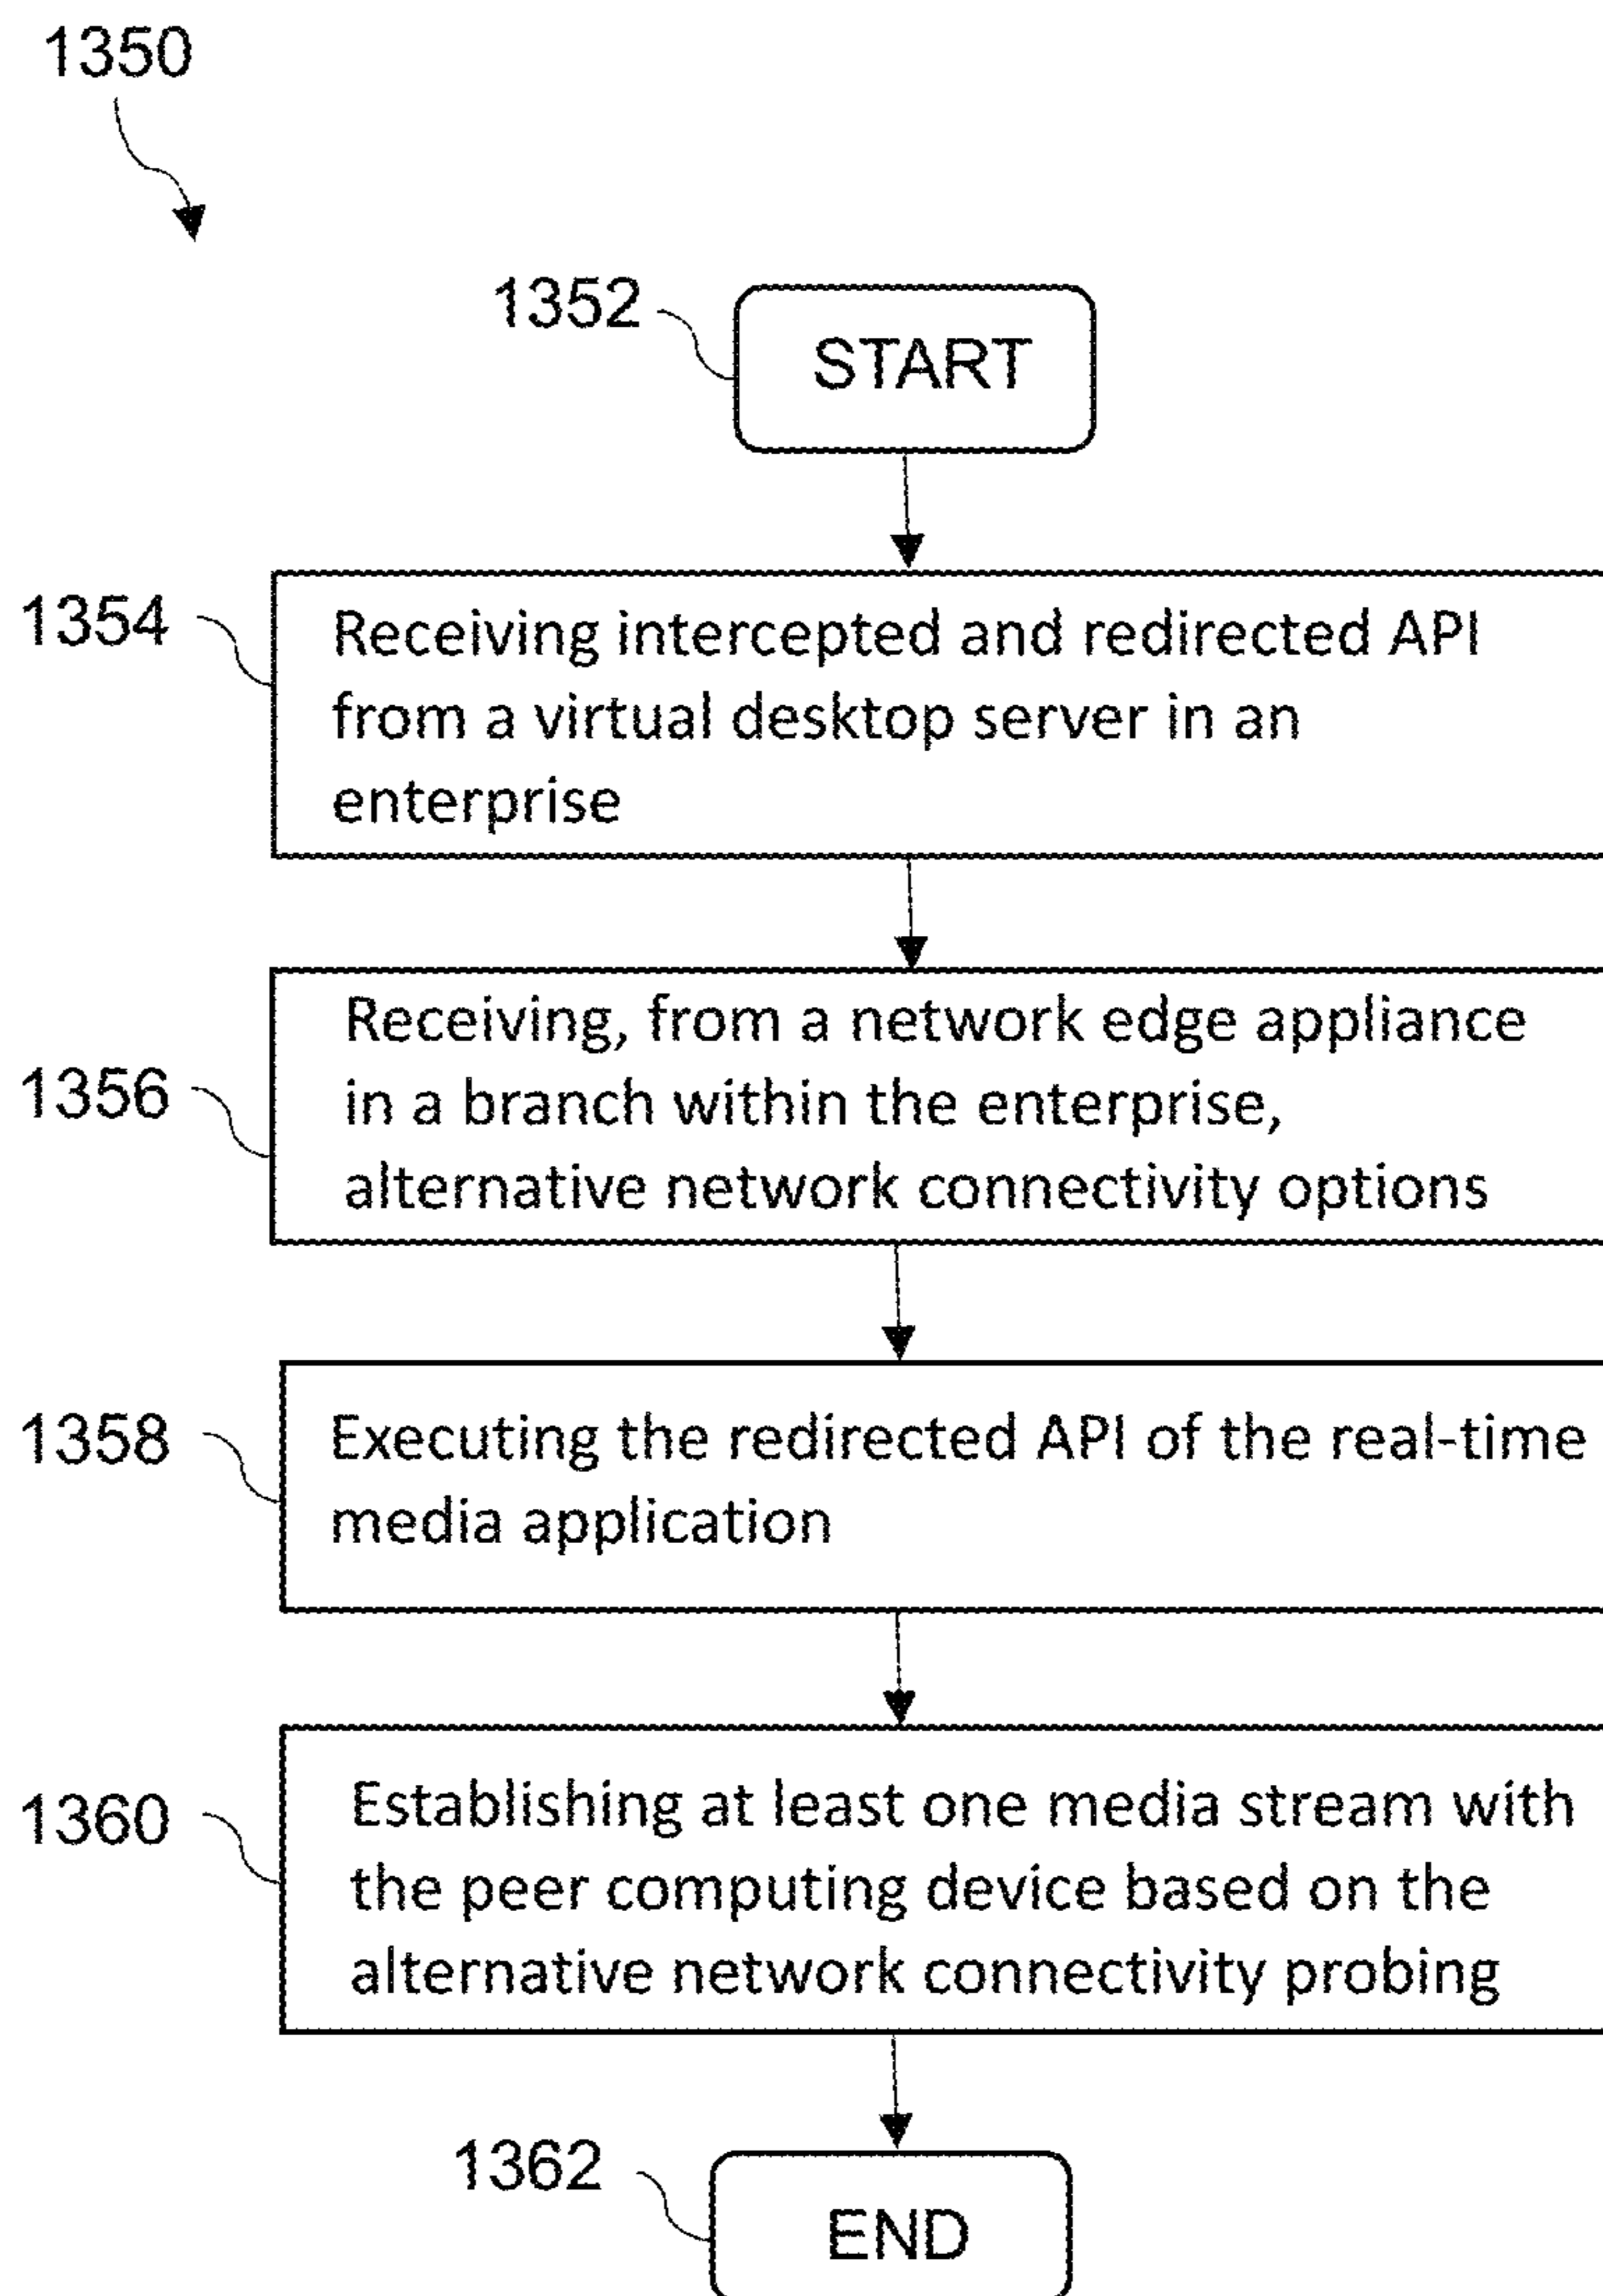 1350
1352
START
1354
Receiving intercepted and redirected API
from a virtual desktop server in an
enterprise
1356
Receiving, from a network edge appliance
in a branch within the enterprise,
alternative network connectivity options
1358
Executing the redirected API of the real-time
media application
1360
Establishing at least one media stream with
the peer computing device based on the
alternative network connectivity probing
1362
END